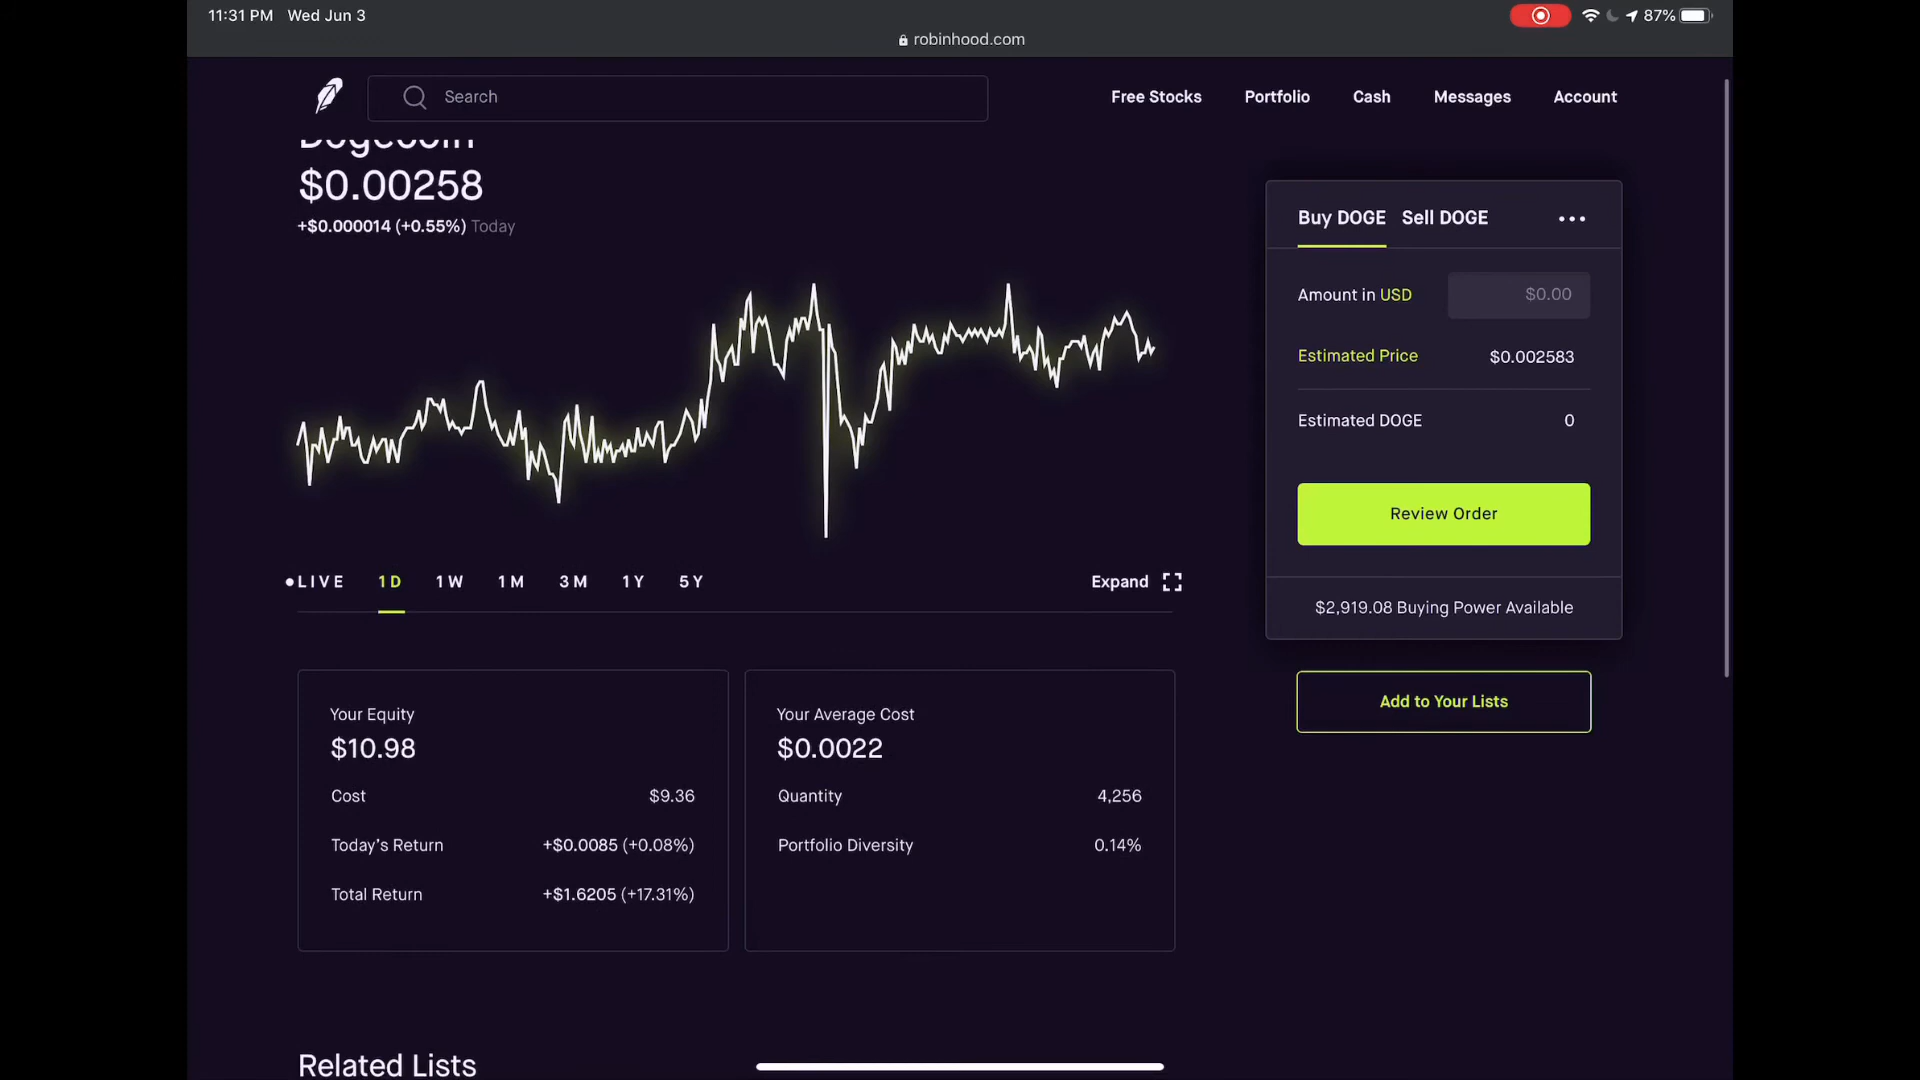 11:31 PM Wed Jun 3
87%
robinhood.com
Search
Free Stocks Portfolio Cash Messages Account
Dogecoin
$0.00258
+$0.000014 (+0.55%) Today
Buy DOGE Sell DOGE
Amount in USD $0.00
Estimated Price $0.002583
Estimated DOGE 0
Review Order
$2,919.08 Buying Power Available
LIVE 1D 1W 1M 3M 1Y 5Y
Expand
Add to Your Lists
Your Equity
$10.98
Cost $9.36
Today's Return +$0.0085 (+0.08%)
Total Return +$1.6205 (+17.31%)
Your Average Cost
$0.0022
Quantity 4,256
Portfolio Diversity 0.14%
Related Lists